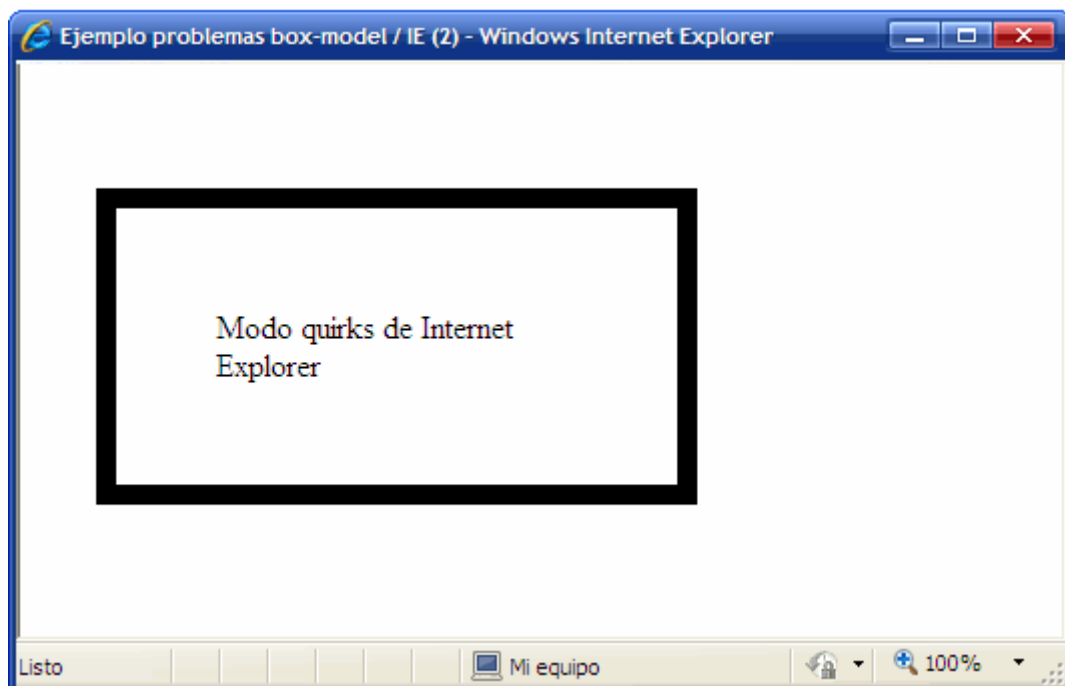 Ejemplo problemas box-model / IE (2) - Windows Internet Explorer
Modo quirks de Internet
Explorer
Listo
Mi equipo
100%